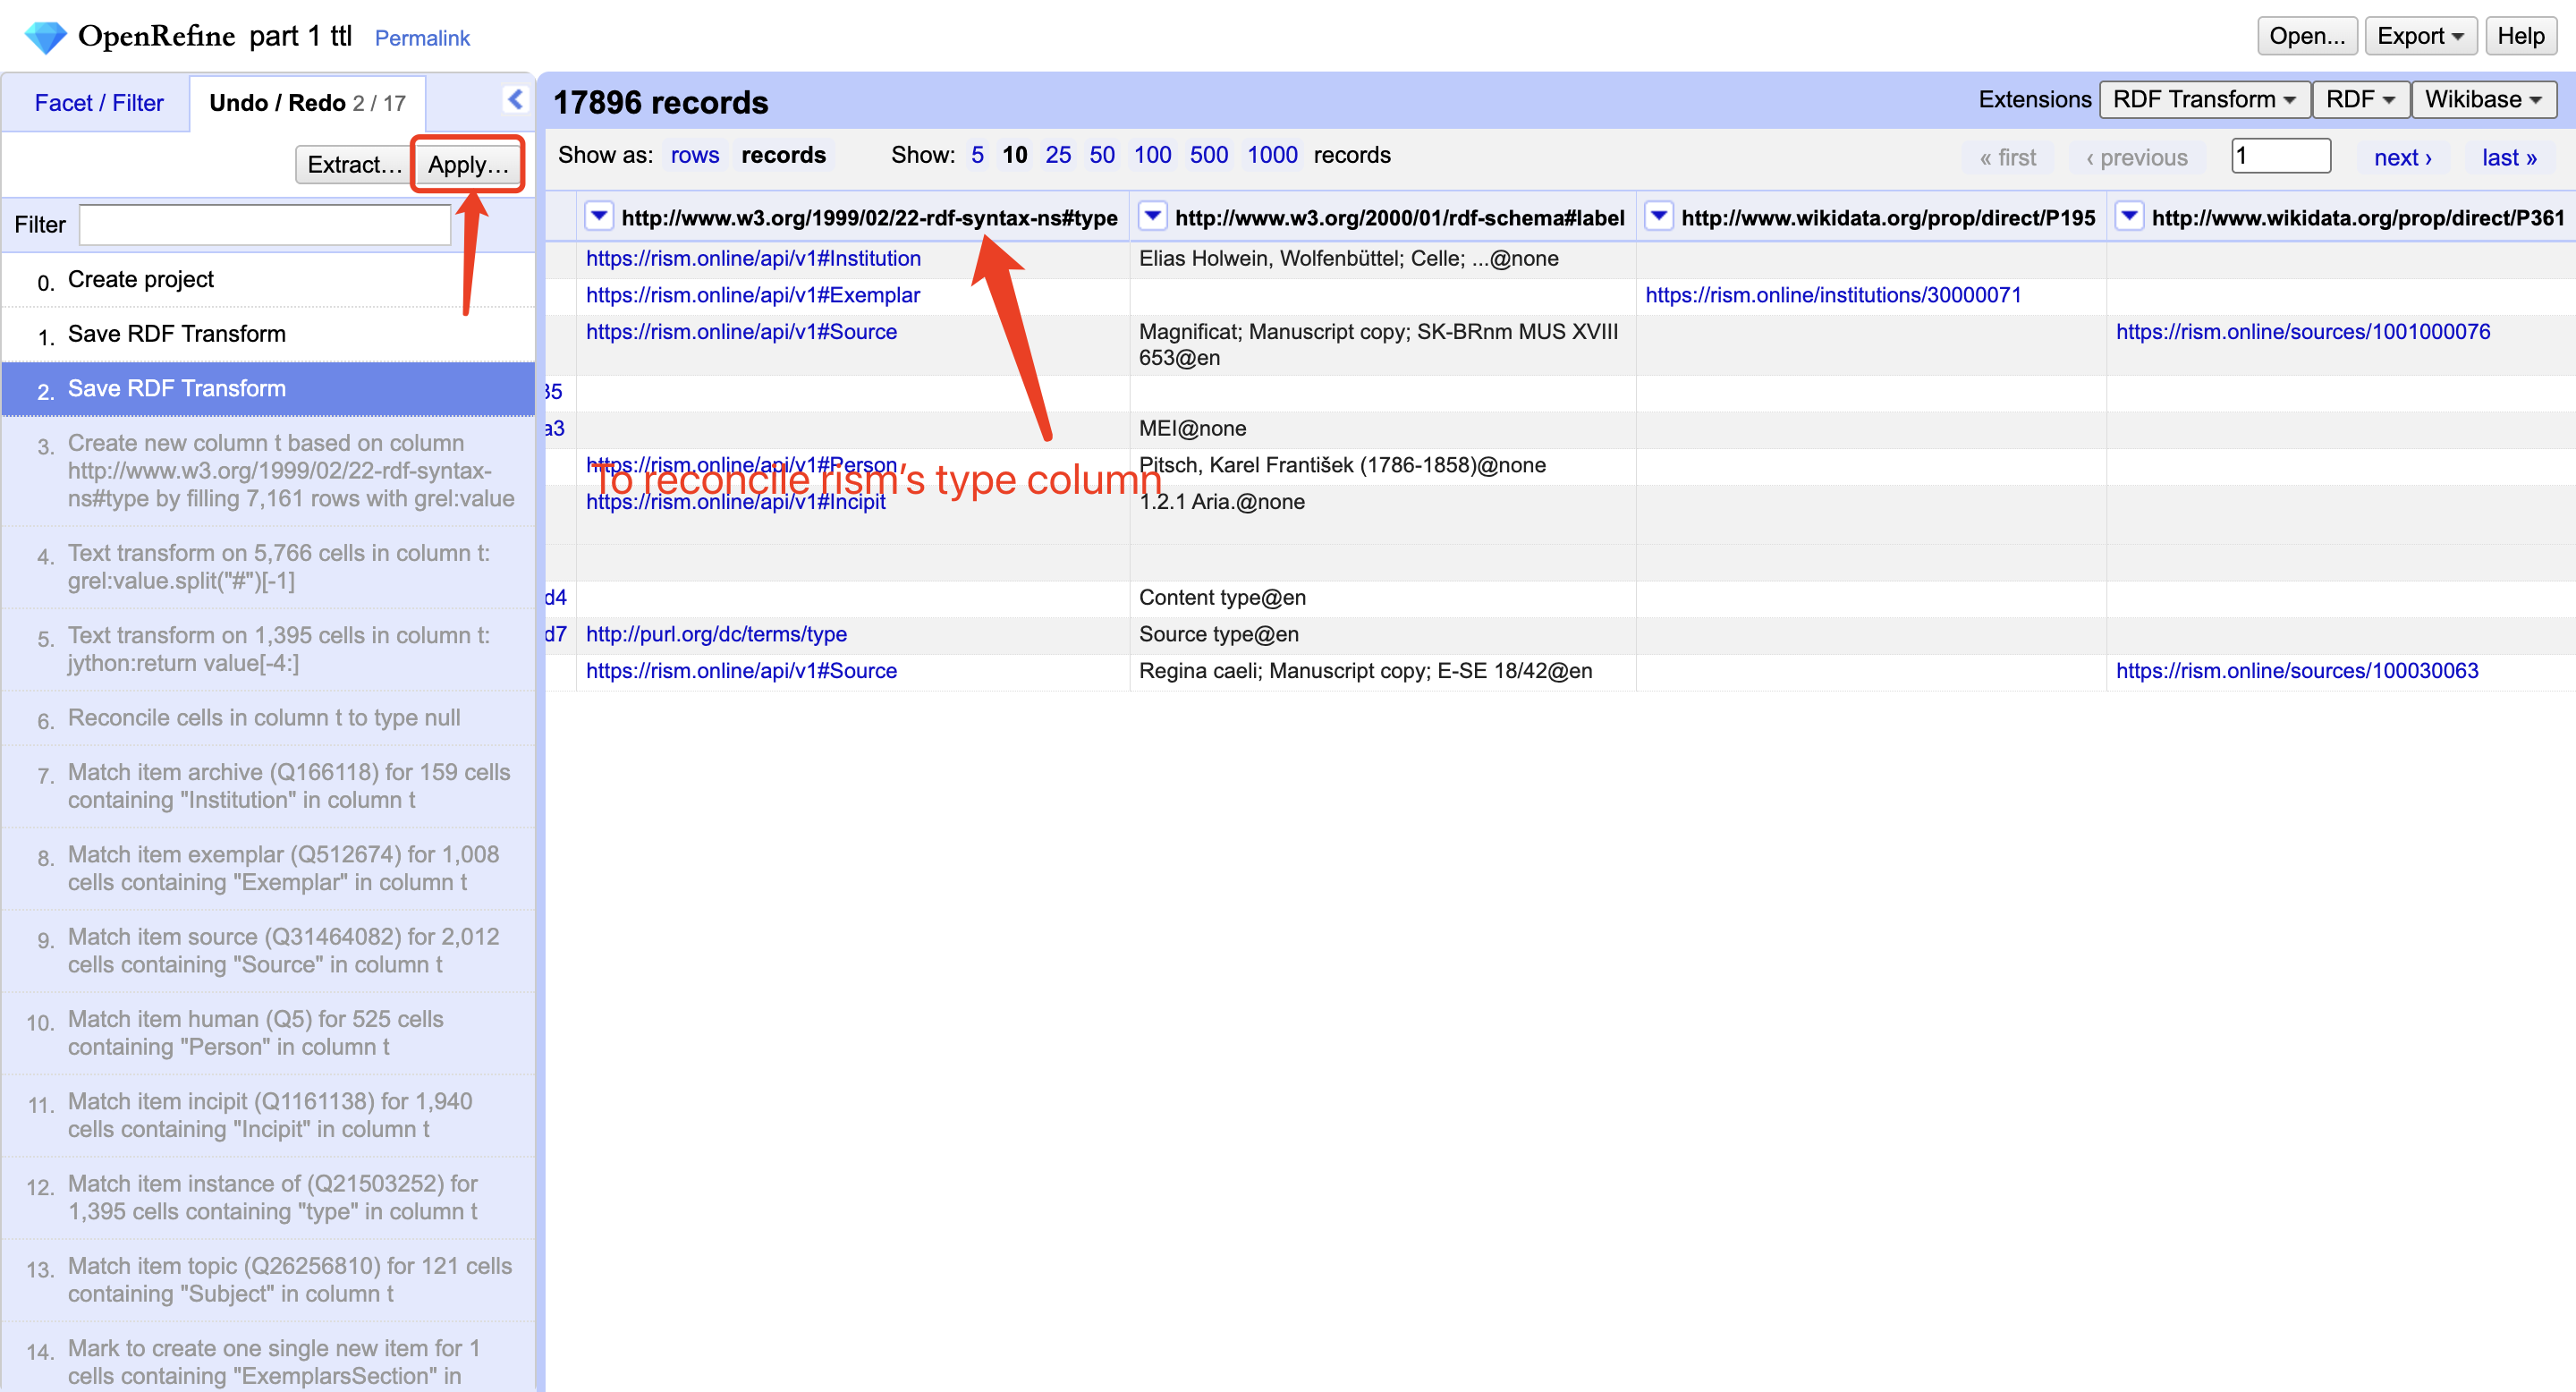 OpenRefine part 1 ttl Permalink
Open... Export Help
Facet / Filter
Undo / Redo 2 / 17
Extract... Apply...
Filter
0. Create project
1. Save RDF Transform
2. Save RDF Transform
3. Create new column t based on column
http://www.w3.org/1999/02/22-rdf-syntax-
ns#type by filling 7,161 rows with grel:value
4. Text transform on 5,766 cells in column t:
grel:value.split("#")[-1]
5. Text transform on 1,395 cells in column t:
jython:return value[-4:]
6. Reconcile cells in column t to type null
7. Match item archive (Q166118) for 159 cells
containing "Institution" in column t
8. Match item exemplar (Q512674) for 1,008
cells containing "Exemplar" in column t
9. Match item source (Q31464082) for 2,012
cells containing "Source" in column t
10. Match item human (Q5) for 525 cells
containing "Person" in column t
11. Match item incipit (Q1161138) for 1,940
cells containing "Incipit" in column t
12. Match item instance of (Q21503252) for
1,395 cells containing "type" in column t
13. Match item topic (Q26256810) for 121 cells
containing "Subject" in column t
14. Mark to create one single new item for 1
cells containing "ExemplarsSection" in
17896 records
Extensions RDF Transform RDF Wikibase
Show as: rows records Show: 5 10 25 50 100 500 1000 records
« first ‹ previous 1 next › last »
http://www.w3.org/1999/02/22-rdf-syntax-ns#type http://www.w3.org/2000/01/rdf-schema#label http://www.wikidata.org/prop/direct/P195 http://www.wikidata.org/prop/direct/P361
https://rism.online/api/v1#Institution Elias Holwein, Wolfenbüttel; Celle; ...@none
https://rism.online/api/v1#Exemplar https://rism.online/institutions/30000071
https://rism.online/api/v1#Source Magnificat; Manuscript copy; SK-BRnm MUS XVIII https://rism.online/sources/1001000076
653@en
35
a3 MEI@none
https://rism.online/api/v1#Person Pitsch, Karel František (1786-1858)@none
To reconcile rism's type column
https://rism.online/api/v1#Incipit 1.2.1 Aria.@none
d4 Content type@en
d7 http://purl.org/dc/terms/type Source type@en
https://rism.online/api/v1#Source Regina caeli; Manuscript copy; E-SE 18/42@en https://rism.online/sources/100030063